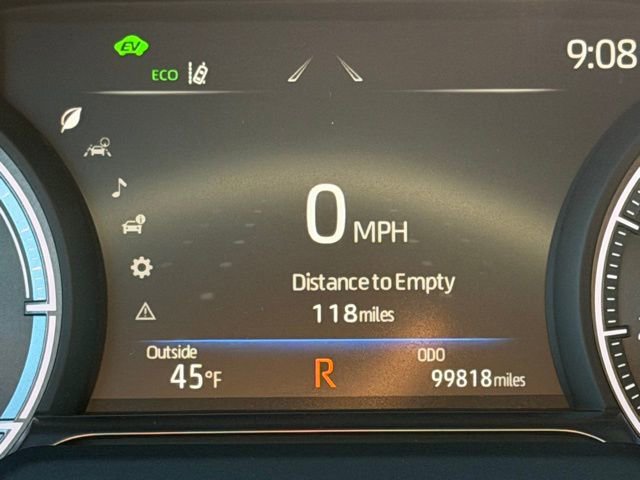 EV
9:08
ECO
0 MPH
Distance to Empty
118 miles
Outside
ODO
45°F
R
99818 miles